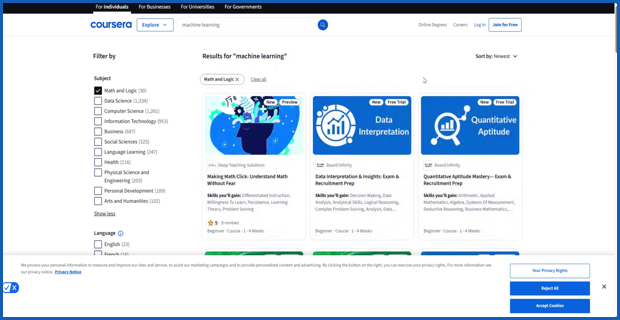 For Individuals For Businesses For Universities For Governments
coursera Explore machine learning Online Degrees Careers Log In Join for Free
Filter by
Results for "machine learning"
Sort by: Newest
Subject
Math and Logic (30)
Data Science (1,334)
Computer Science (1,261)
Information Technology (953)
Business (687)
Social Sciences (325)
Language Learning (247)
Health (216)
Physical Science and
Engineering (203)
Personal Development (109)
Arts and Humanities (102)
Show less
Language
English (23)
Math and Logic Clear all
New Preview
Deep Teaching Solutions
Making Math Click: Understand Math
Without Fear
Skills you'll gain: Differentiated Instruction,
Willingness To Learn, Persistence, Learning
Theory, Problem Solving
5 · 5 reviews
Beginner · Course · 1 - 4 Weeks
New Free Trial
Data
Interpretation
Board Infinity
Data Interpretation & Insights: Exam &
Recruitment Prep
Skills you'll gain: Decision Making, Data
Analysis, Analytical Skills, Logical Reasoning,
Complex Problem Solving, Analysis, Data…
Beginner · Course · 1 - 4 Weeks
New Free Trial
Quantitative
Aptitude
Board Infinity
Quantitative Aptitude Mastery— Exam &
Recruitment Prep
Skills you'll gain: Arithmetic, Applied
Mathematics, Algebra, Systems Of Measurement,
Deductive Reasoning, Business Mathematics,…
Beginner · Course · 1 - 4 Weeks
We process your personal information to measure and improve our sites and service, to assist our marketing campaigns and to provide personalised content and advertising. By clicking the button on the right, you can exercise your privacy rights. For more information see
our privacy notice. Privacy Notice
Your Privacy Rights
Reject All
Accept Cookies